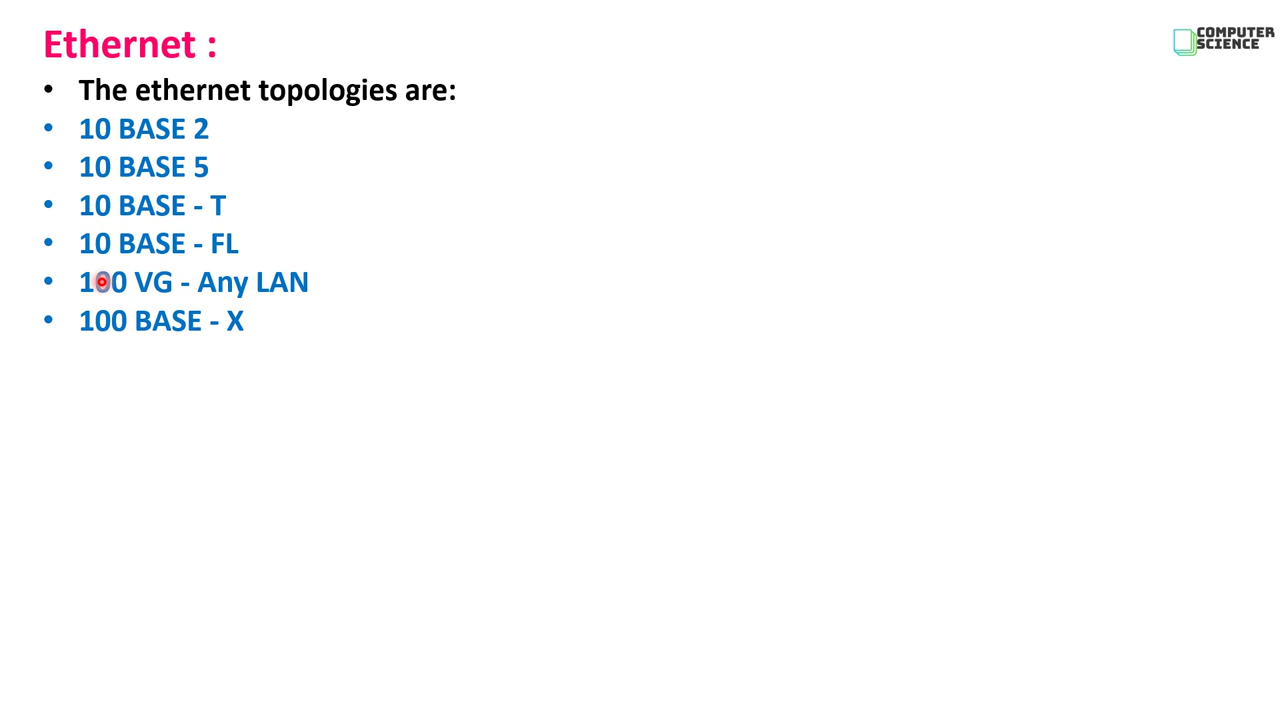 Ethernet :
COMPUTER
SCIENCE
• The ethernet topologies are:
• 10 BASE 2
• 10 BASE 5
• 10 BASE - T
• 10 BASE - FL
• 100 VG - Any LAN
• 100 BASE - X